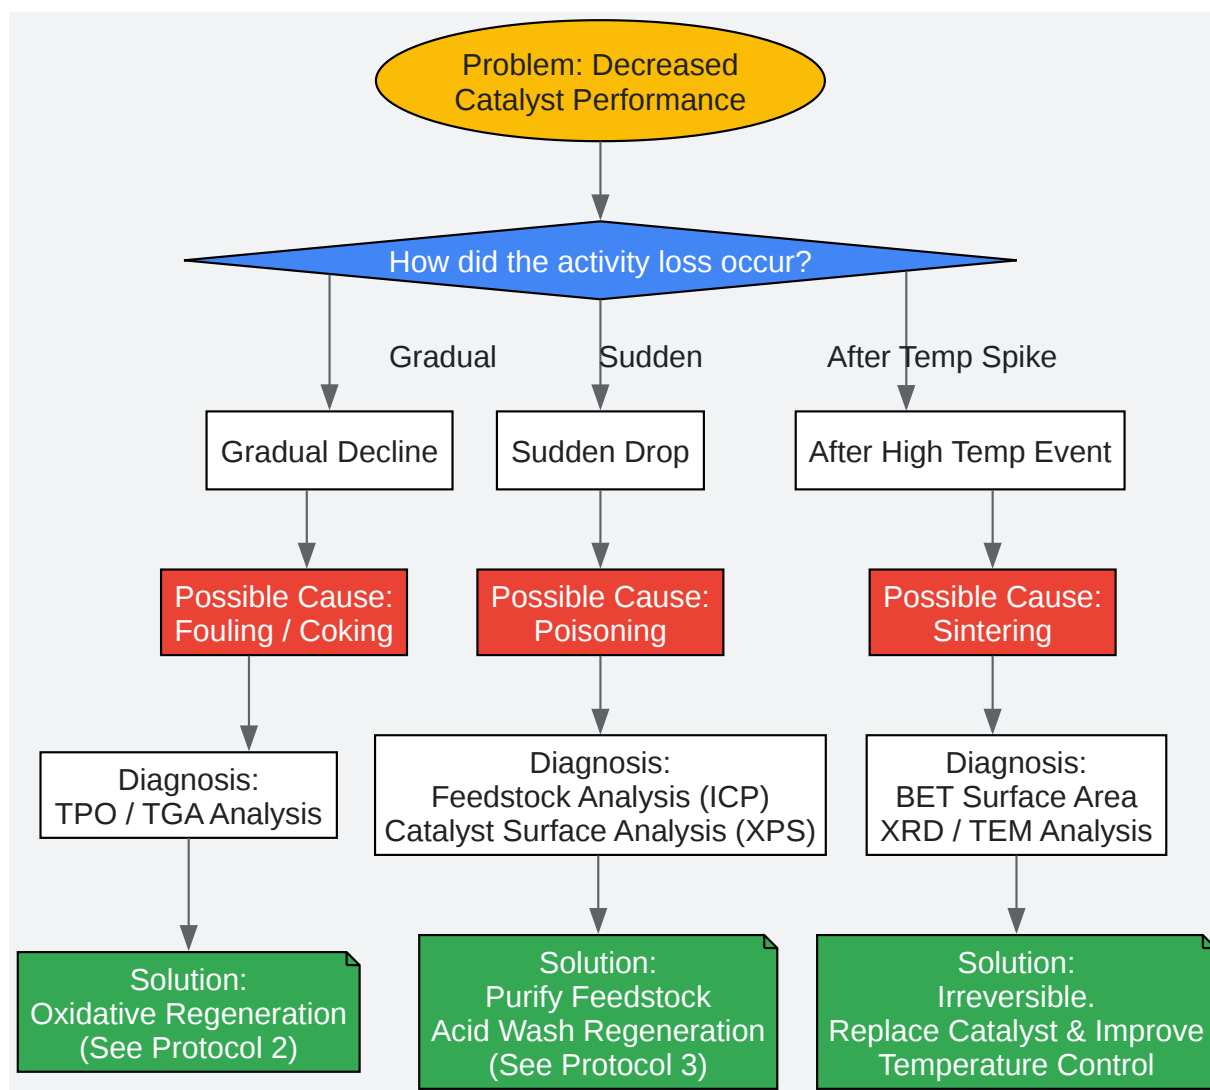 Problem: Decreased
Catalyst Performance
How did the activity loss occur?
Gradual
Sudden
After Temp Spike
Gradual Decline
Sudden Drop
After High Temp Event
Possible Cause:
Fouling / Coking
Possible Cause:
Poisoning
Possible Cause:
Sintering
Diagnosis:
TPO / TGA Analysis
Diagnosis:
Feedstock Analysis (ICP)
Catalyst Surface Analysis (XPS)
Diagnosis:
BET Surface Area
XRD / TEM Analysis
Solution:
Oxidative Regeneration
(See Protocol 2)
Solution:
Purify Feedstock
Acid Wash Regeneration
(See Protocol 3)
Solution:
Irreversible.
Replace Catalyst & Improve
Temperature Control